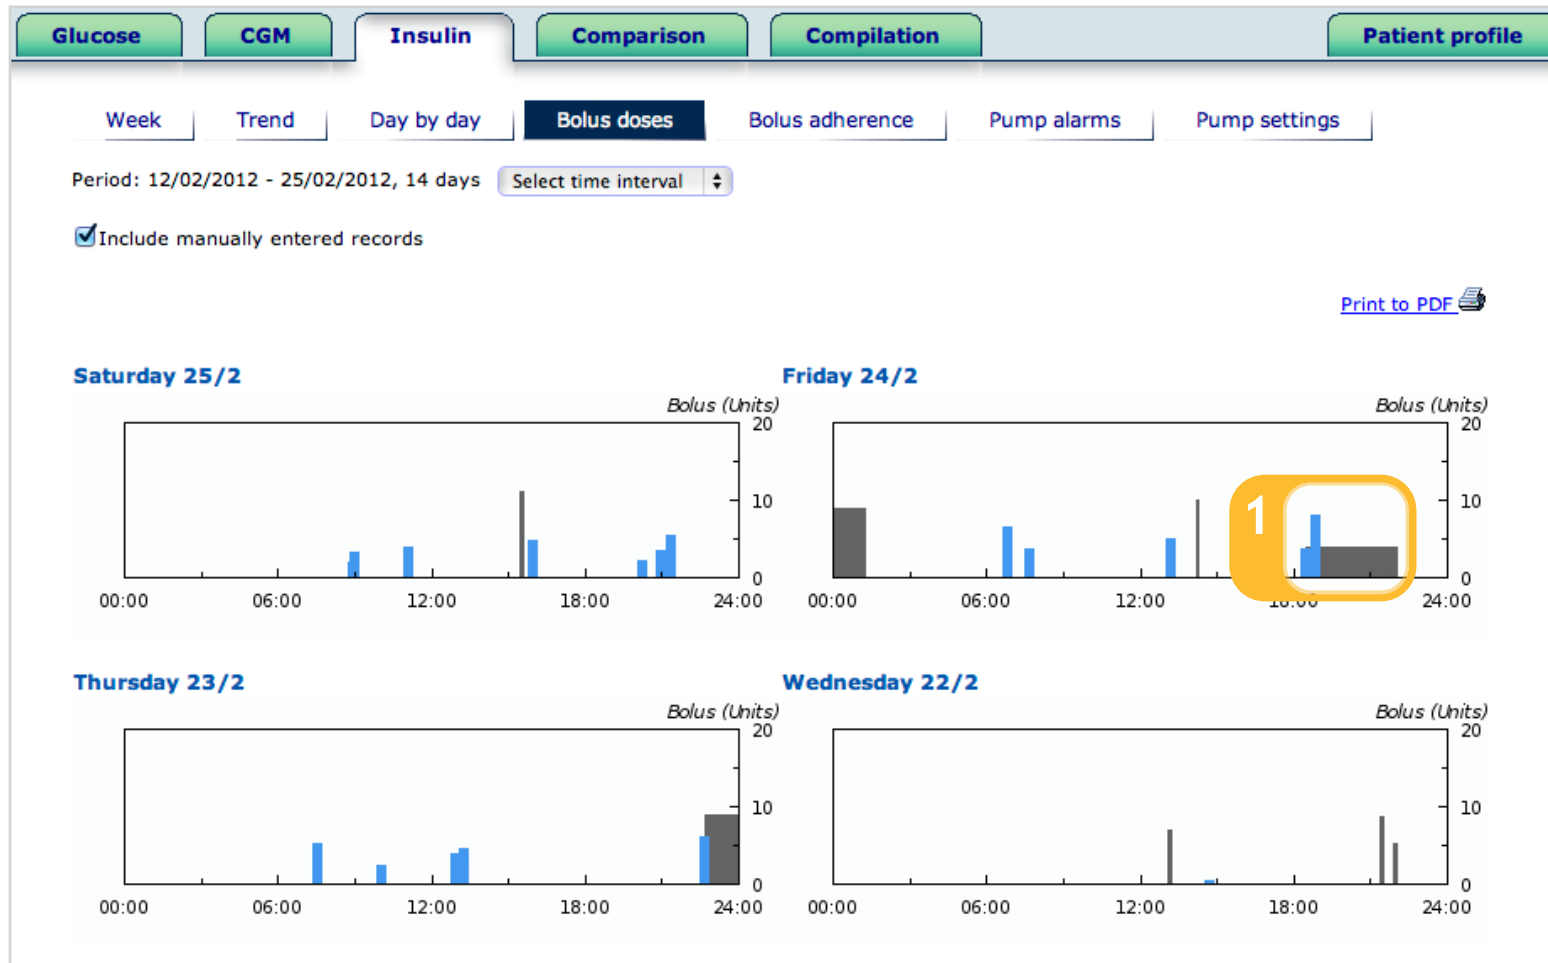 Glucose CGM Insulin Comparison Compilation Patient profile
Week Trend Day by day Bolus doses Bolus adherence Pump alarms Pump settings
Period: 12/02/2012 - 25/02/2012, 14 days Select time interval
Include manually entered records
Print to PDF
Saturday 25/2
Bolus (Units)
20
10
0
00:00 06:00 12:00 18:00 24:00
Friday 24/2
Bolus (Units)
20
1
10
0
00:00 06:00 12:00 18:00 24:00
Thursday 23/2
Bolus (Units)
20
10
0
00:00 06:00 12:00 18:00 24:00
Wednesday 22/2
Bolus (Units)
20
10
0
00:00 06:00 12:00 18:00 24:00